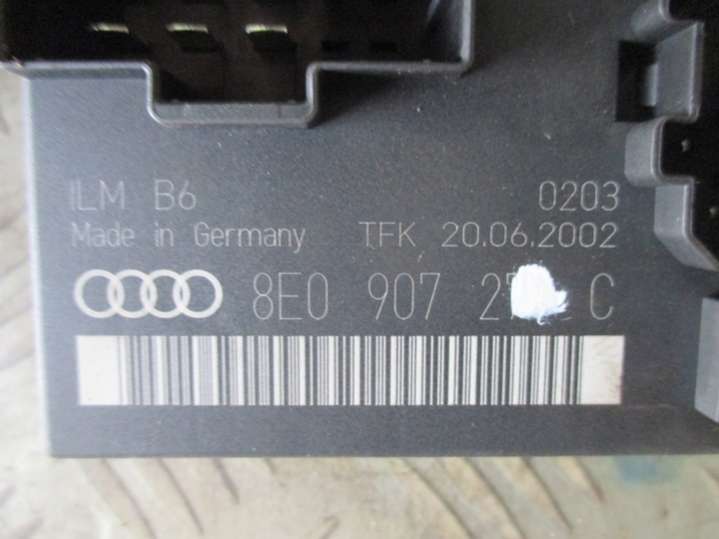 ILM B6 0203
Made in Germany TFK 20.06.2002
8E0 907 2 C